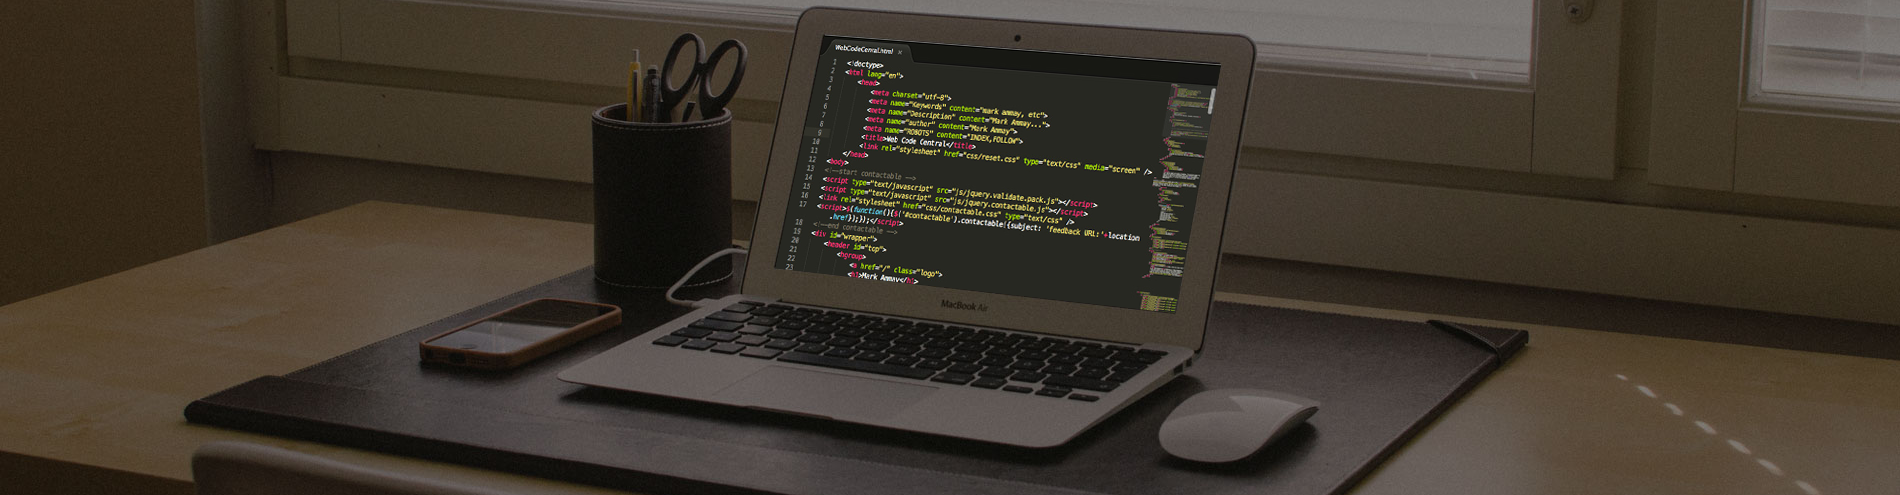 WebCodeCentral.html ×
1 <!doctype>
2 <html lang="en">
3 <head>
4 <meta charset="utf-8">
5 <meta name="Keywords" content="mark ammay, etc">
6 <meta name="Description" content="Mark Ammay...">
7 <meta name="author" content="Mark Ammay">
8 <meta name="ROBOTS" content="INDEX,FOLLOW">
9 <title>Web Code Central</title>
10 <link rel="stylesheet" href="css/reset.css" type="text/css" media="screen" />
11 </head>
12 <body>
13 <!--start contactable -->
14 <script type="text/javascript" src="js/jquery.validate.pack.js"></script>
15 <script type="text/javascript" src="js/jquery.contactable.js"></script>
16 <link rel="stylesheet" href="css/contactable.css" type="text/css" />
17 <script>$(function(){$('#contactable').contactable({subject: 'feedback URL:'+location
.href});});</script>
18 <!--end contactable -->
19 <div id="wrapper">
20 <header id="top">
21 <hgroup>
22 <a href="/" class="logo">
23 <h1>Mark Ammay</h1>
MacBook Air